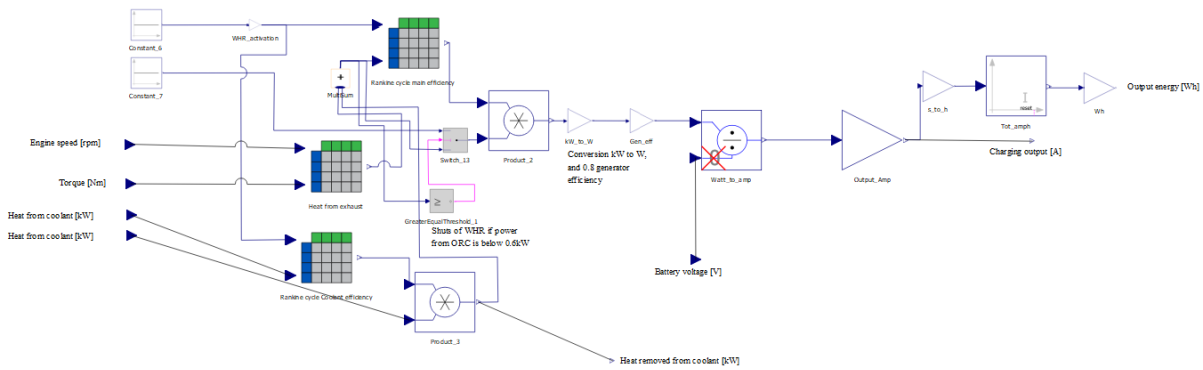 Constant_6
WHR_activation
Rankine cycle main efficiency
+
MultiSum
Constant_7
Engine speed [rpm]
Switch_13
Product_2
kW_to_W
Gen_eff
Conversion kW to W,
and 0.8 generator
efficiency
Watt_to_amp
Output_Amp
s_to_h
reset
Tot_amph
Wh
Output energy [Wh]
Charging output [A]
Torque [Nm]
Heat from exhaust
≥
GreaterEqualThreshold_1
Shuts of WHR if power
from ORC is below 0.6kW
Heat from coolant [kW]
Heat from coolant [kW]
Rankine cycle Coolant efficiency
Product_3
Battery voltage [V]
Heat removed from coolant [kW]